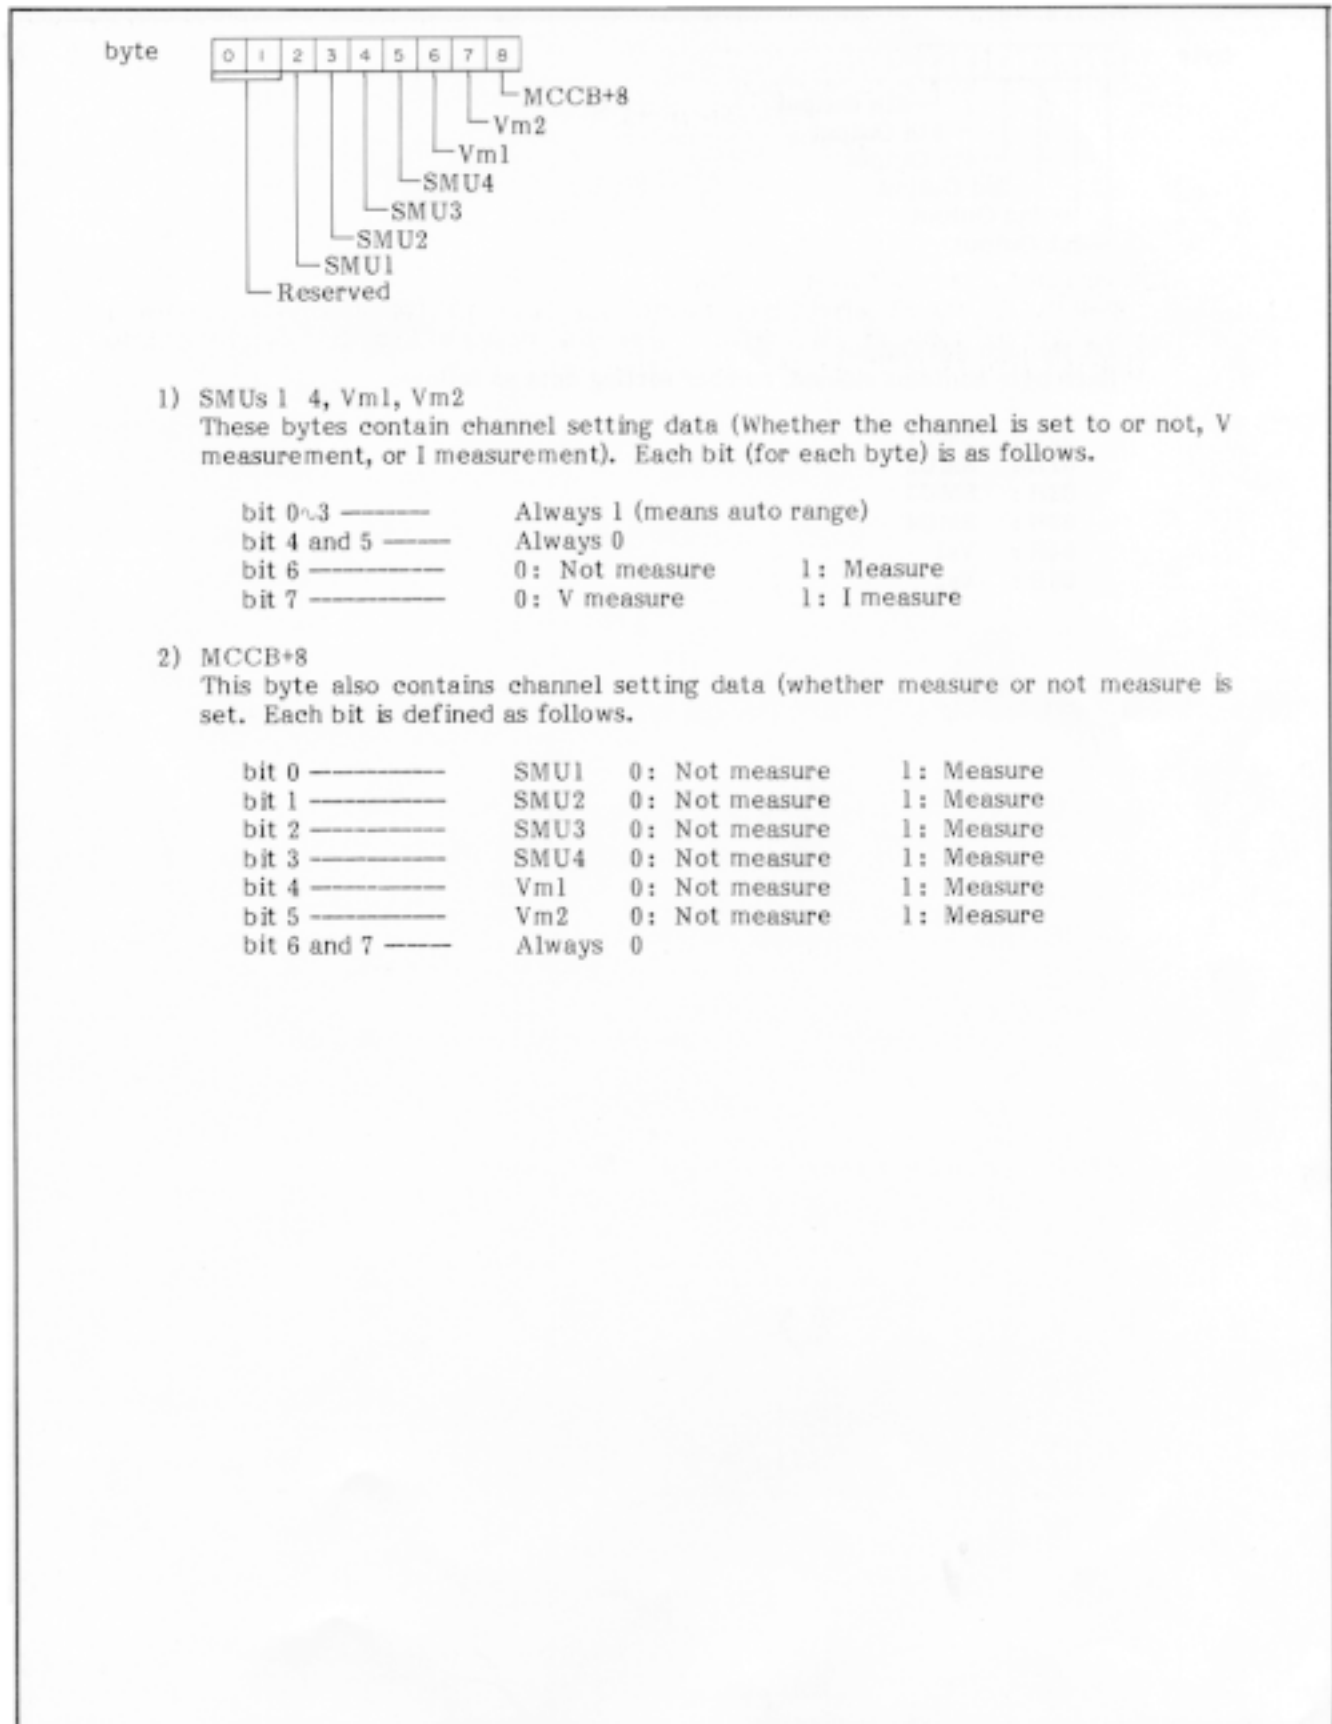 byte 0 1 2 3 4 5 6 7 8
MCCB+8
Vm2
Vm1
SMU4
SMU3
SMU2
SMU1
Reserved
1) SMUs 1 4, Vm1, Vm2
These bytes contain channel setting data (Whether the channel is set to or not, V
measurement, or I measurement). Each bit (for each byte) is as follows.
bit 0~3 ——— Always 1 (means auto range)
bit 4 and 5 ——— Always 0
bit 6 ——— 0: Not measure 1: Measure
bit 7 ——— 0: V measure 1: I measure
2) MCCB+8
This byte also contains channel setting data (whether measure or not measure is
set. Each bit is defined as follows.
bit 0 ——— SMU1 0: Not measure 1: Measure
bit 1 ——— SMU2 0: Not measure 1: Measure
bit 2 ——— SMU3 0: Not measure 1: Measure
bit 3 ——— SMU4 0: Not measure 1: Measure
bit 4 ——— Vm1 0: Not measure 1: Measure
bit 5 ——— Vm2 0: Not measure 1: Measure
bit 6 and 7 ——— Always 0